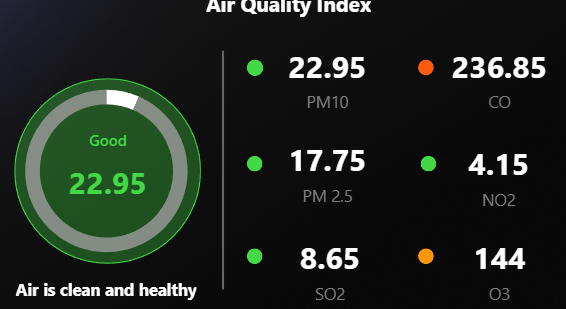 Air Quality Index
Good
22.95
Air is clean and healthy
22.95
PM10
236.85
CO
17.75
PM 2.5
4.15
NO2
8.65
SO2
144
O3